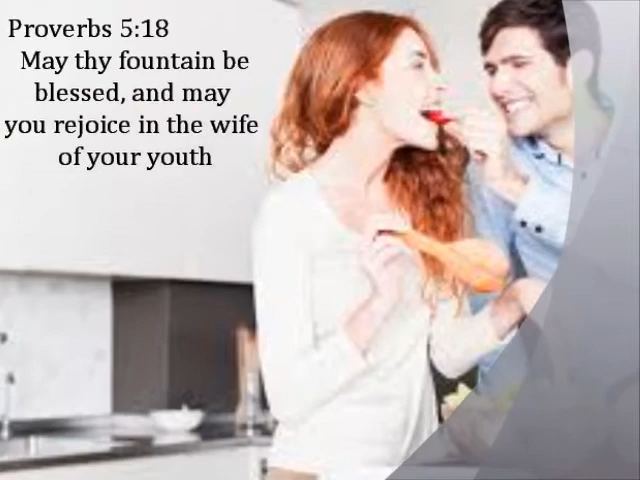 Proverbs 5:18
May thy fountain be
blessed, and may
you rejoice in the wife
of your youth